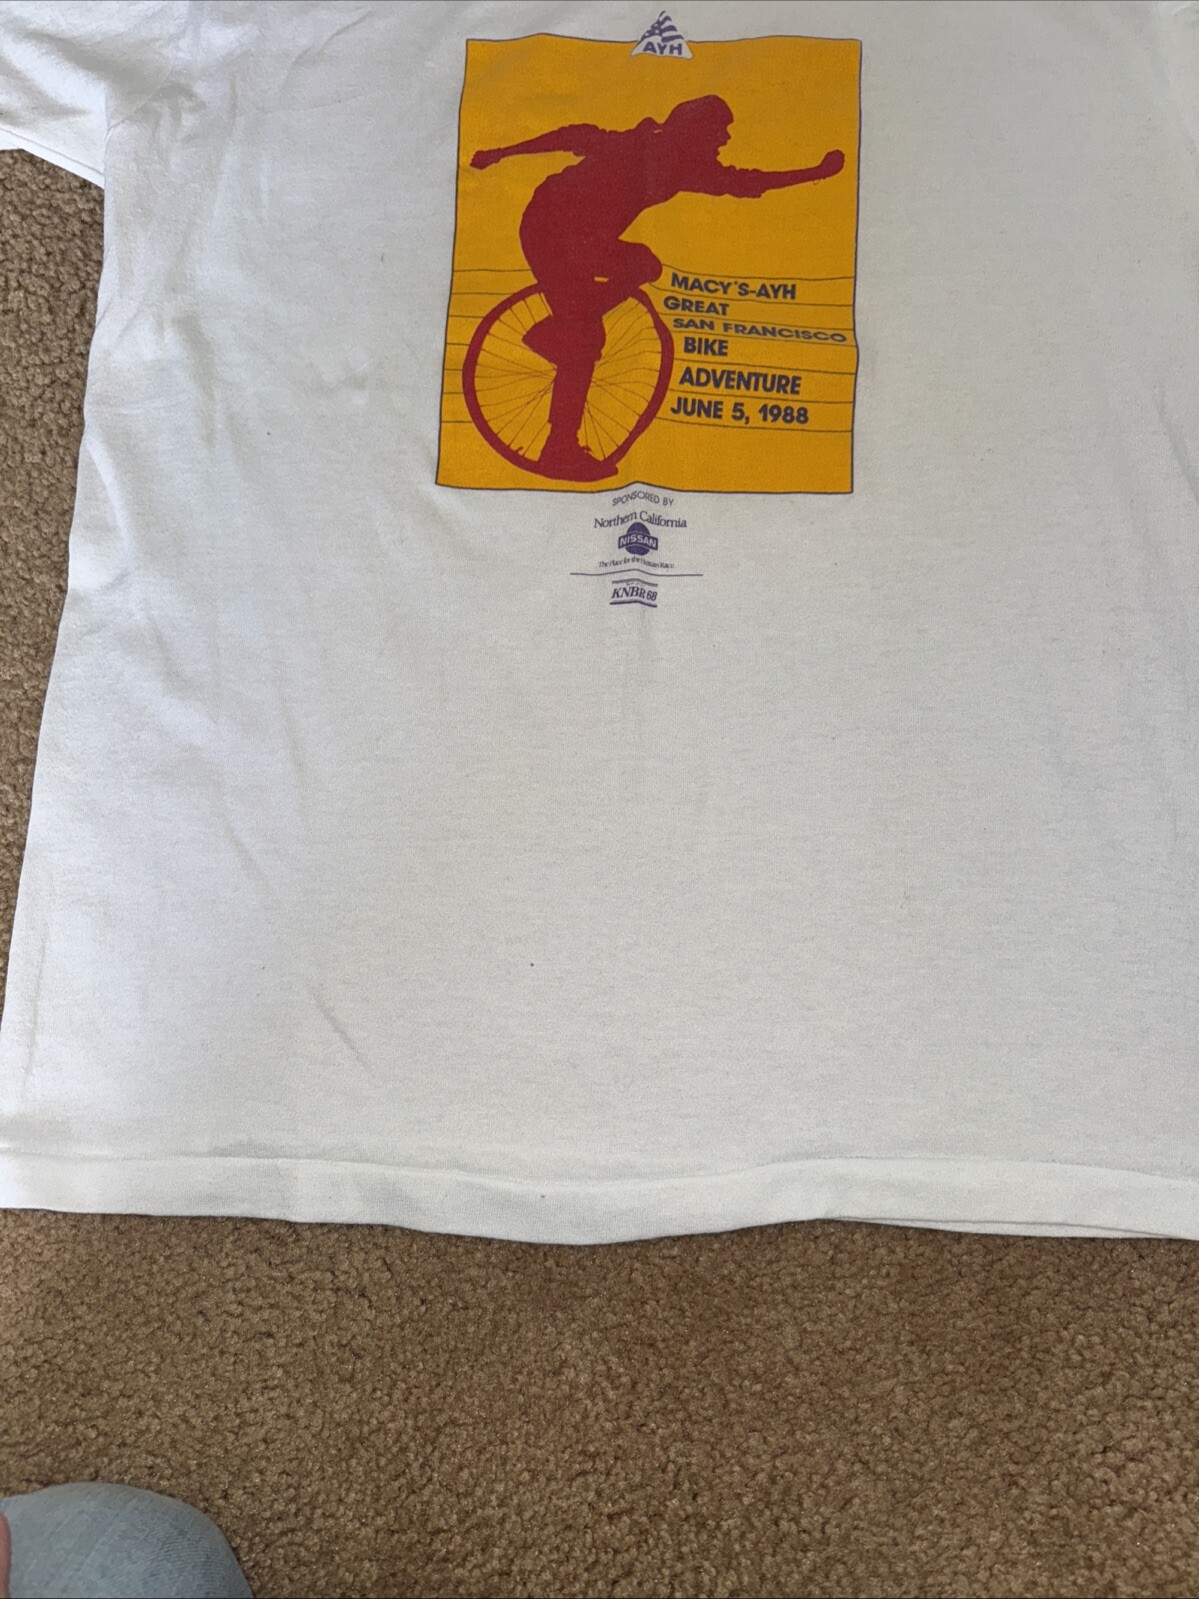 AYH
MACY'S-AYH
GREAT
SAN FRANCISCO
BIKE
ADVENTURE
JUNE 5, 1988
SPONSORED BY
Northern California
NISSAN
The Place for the Human Race.
KNBR 68